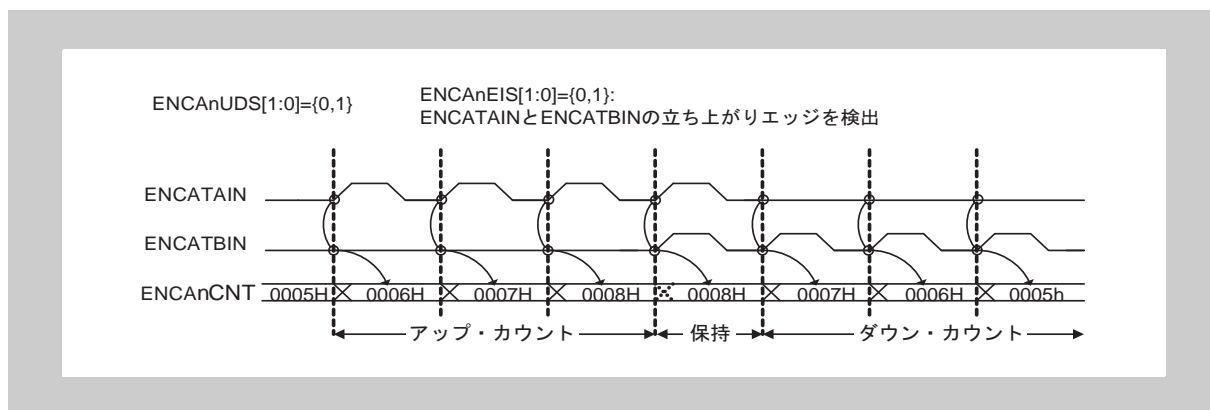 ENCAnUDS[1:0]={0,1}
ENCAnEIS[1:0]={0,1}:
ENCATAINとENCATBINの立ち上がりエッジを検出
ENCATAIN
ENCATBIN
ENCAnCNT 0005H 0006H 0007H 0008H 0008H 0007H 0006H 0005h
アップ・カウント 保持 ダウン・カウント